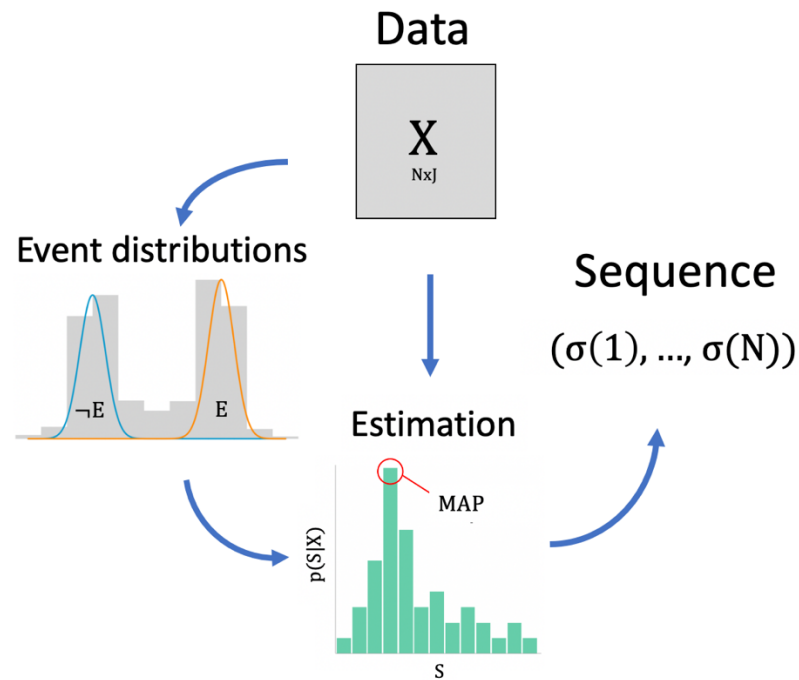 Data
X
NxJ
Event distributions
¬E
E
Sequence
(σ(1), ..., σ(N))
Estimation
MAP
p(S|X)
S